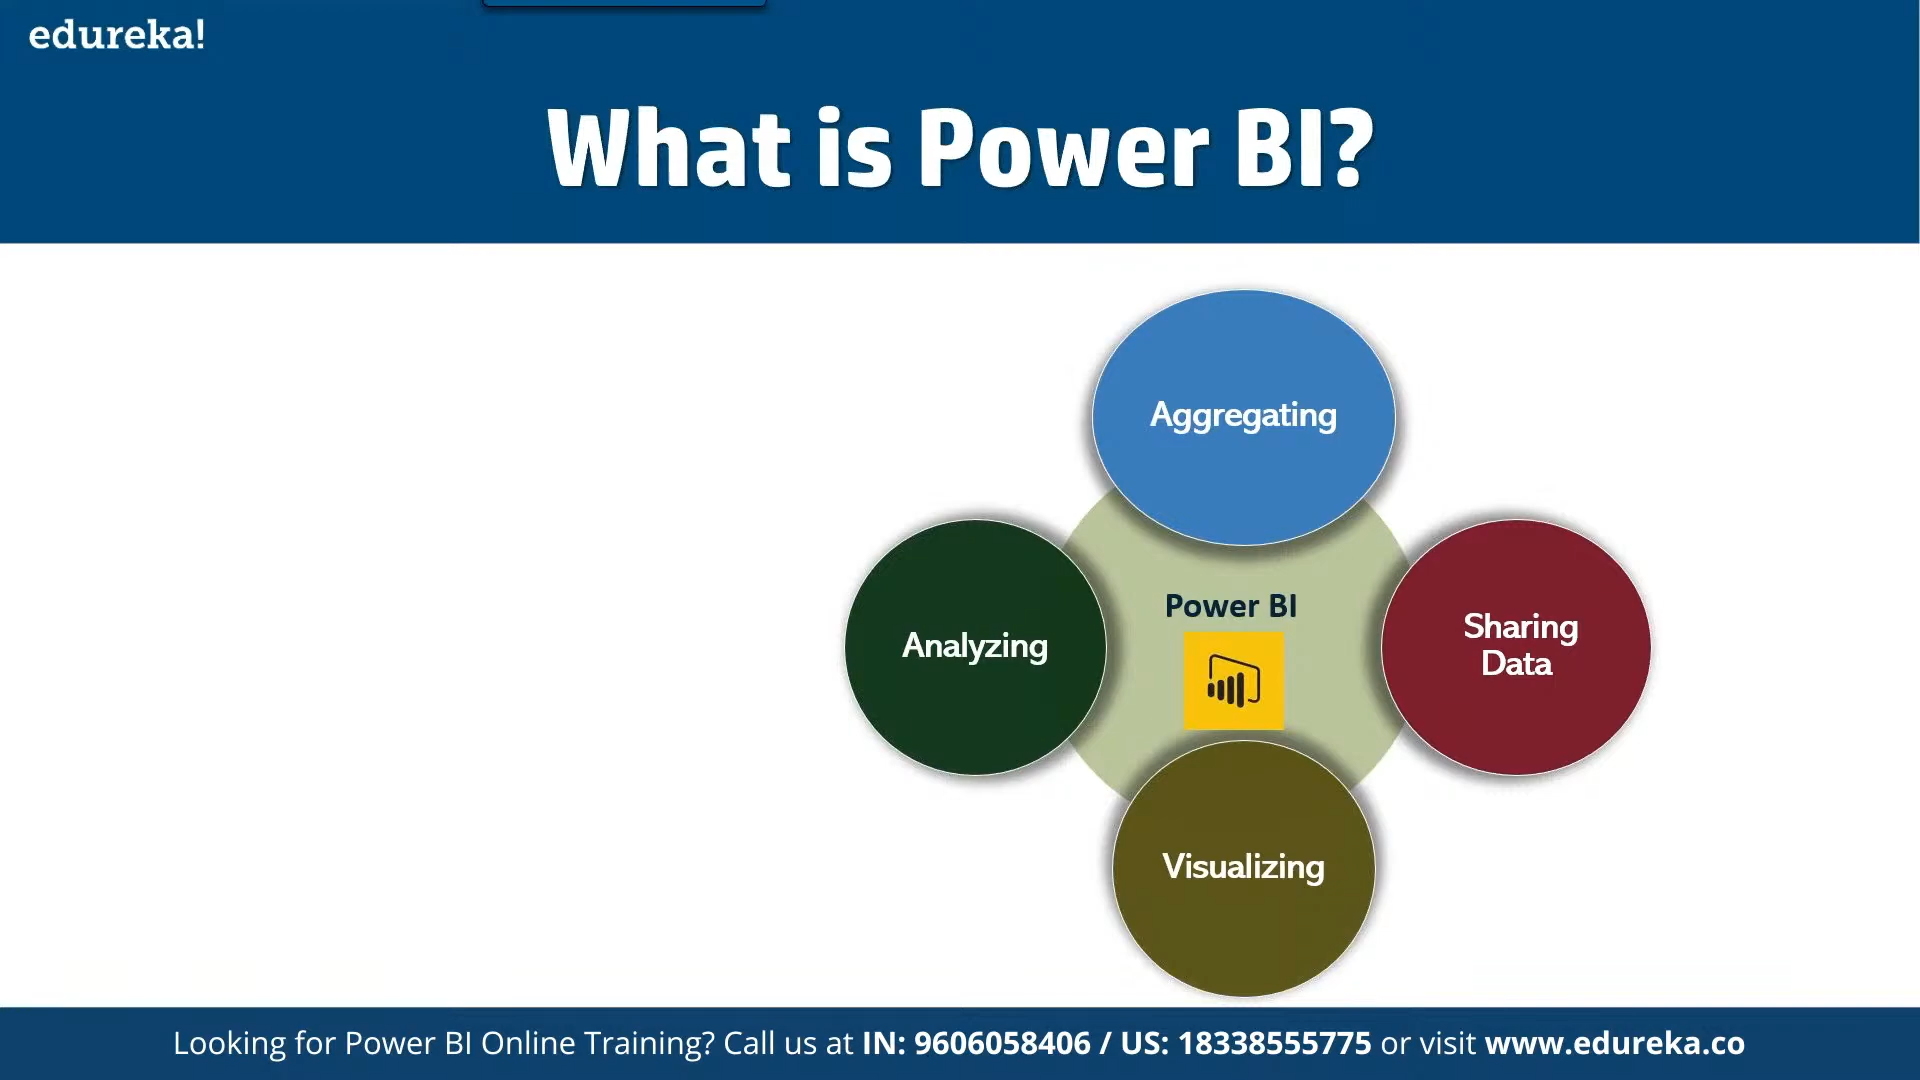 edureka!
What is Power BI?
Aggregating
Analyzing
Power BI
Sharing
Data
Visualizing
Looking for Power BI Online Training? Call us at IN: 9606058406 / US: 18338555775 or visit www.edureka.co